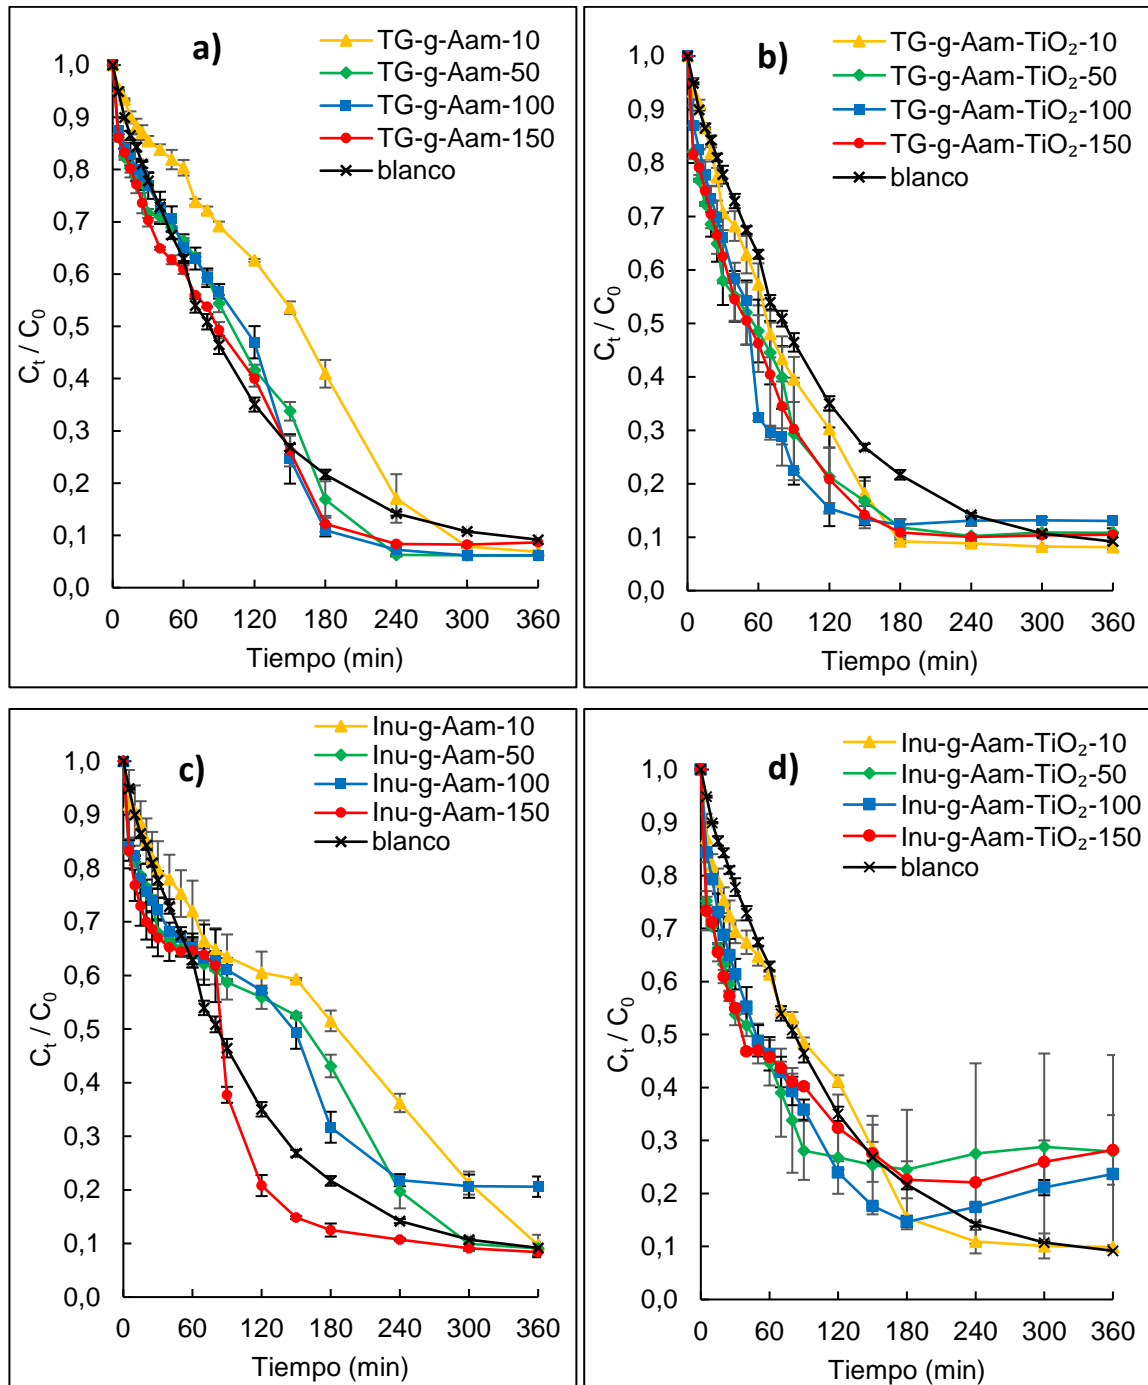 a)
TG-g-Aam-10
TG-g-Aam-50
TG-g-Aam-100
TG-g-Aam-150
blanco
1,0
0,9
0,8
0,7
0,6
0,5
0,4
0,3
0,2
0,1
0,0
Cₜ / C₀
0 60 120 180 240 300 360
Tiempo (min)
b)
TG-g-Aam-TiO₂-10
TG-g-Aam-TiO₂-50
TG-g-Aam-TiO₂-100
TG-g-Aam-TiO₂-150
blanco
1,0
0,9
0,8
0,7
0,6
0,5
0,4
0,3
0,2
0,1
0,0
Cₜ / C₀
0 60 120 180 240 300 360
Tiempo (min)
c)
Inu-g-Aam-10
Inu-g-Aam-50
Inu-g-Aam-100
Inu-g-Aam-150
blanco
1,0
0,9
0,8
0,7
0,6
0,5
0,4
0,3
0,2
0,1
0,0
Cₜ / C₀
0 60 120 180 240 300 360
Tiempo (min)
d)
Inu-g-Aam-TiO₂-10
Inu-g-Aam-TiO₂-50
Inu-g-Aam-TiO₂-100
Inu-g-Aam-TiO₂-150
blanco
1,0
0,9
0,8
0,7
0,6
0,5
0,4
0,3
0,2
0,1
0,0
Cₜ / C₀
0 60 120 180 240 300 360
Tiempo (min)